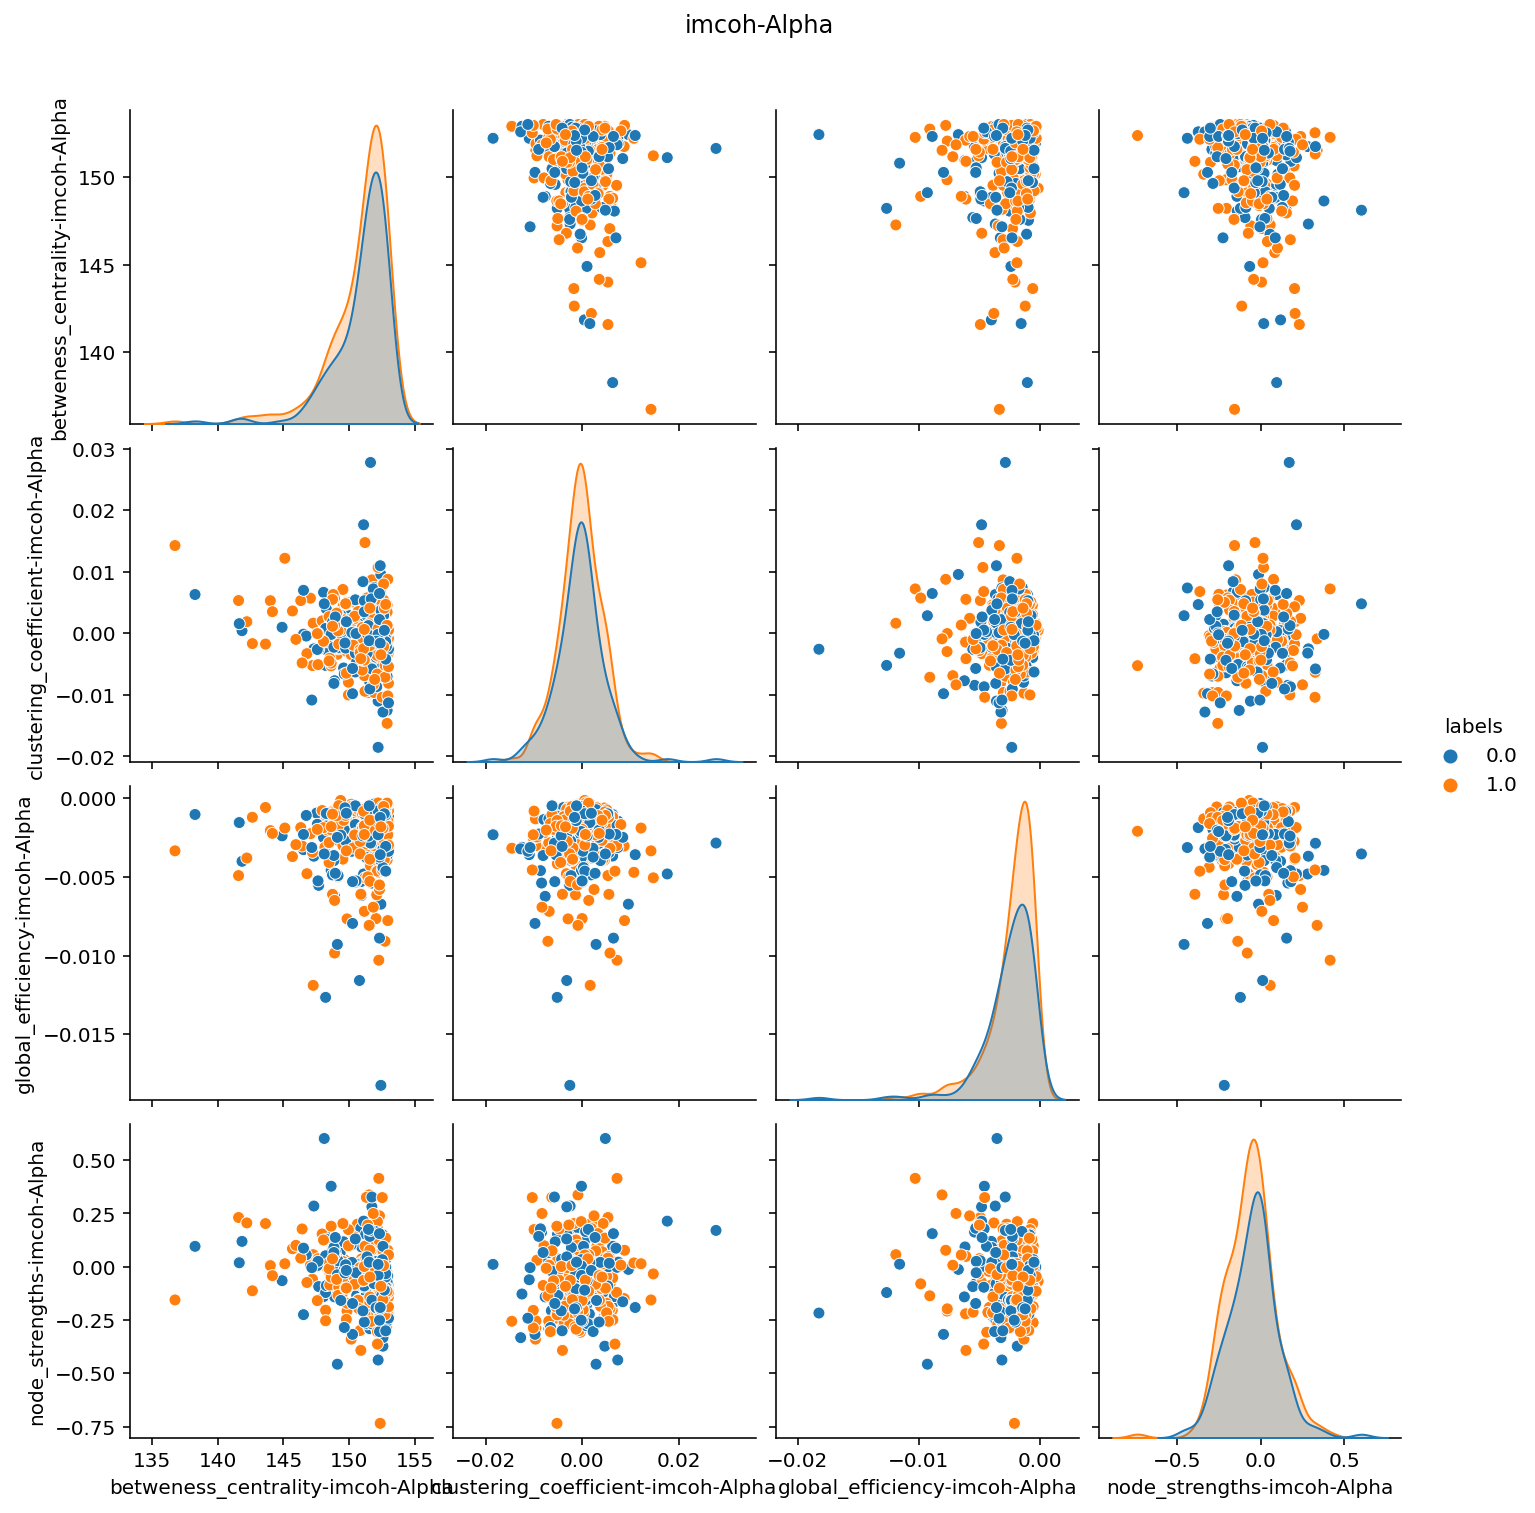 imcoh-Alpha
betweness_centrality-imcoh-Alpha
150
145
140
clustering_coefficient-imcoh-Alpha
0.03
0.02
0.01
0.00
−0.01
−0.02
global_efficiency-imcoh-Alpha
0.000
−0.005
−0.010
−0.015
node_strengths-imcoh-Alpha
0.50
0.25
0.00
−0.25
−0.50
−0.75
135 140 145 150 155
betweness_centrality-imcoh-Alpha
−0.02 0.00 0.02
clustering_coefficient-imcoh-Alpha
−0.02 −0.01 0.00
global_efficiency-imcoh-Alpha
−0.5 0.0 0.5
node_strengths-imcoh-Alpha
labels
0.0
1.0